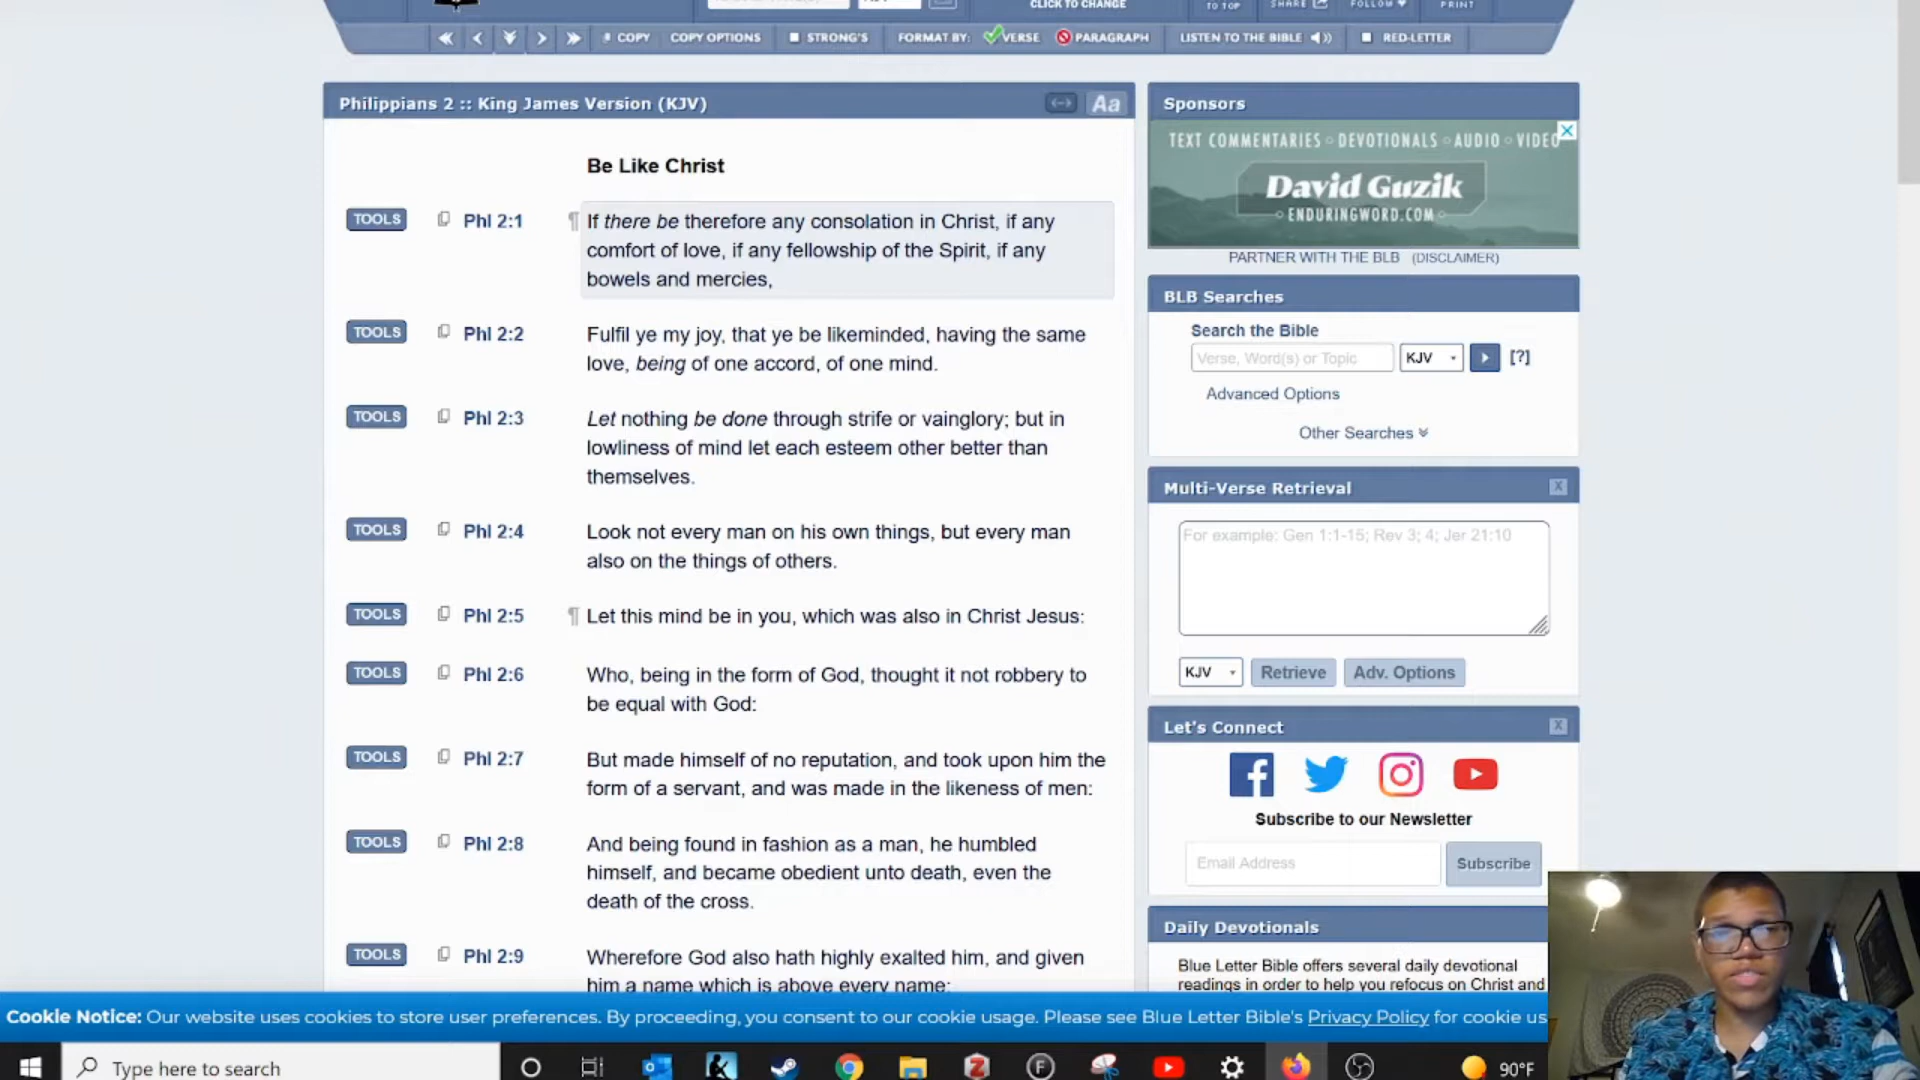 CLICK TO CHANGE
TO TOP
SHARE
FOLLOW
PRINT
COPY
COPY OPTIONS
STRONG'S
FORMAT BY:
VERSE
PARAGRAPH
LISTEN TO THE BIBLE
RED-LETTER
Philippians 2 :: King James Version (KJV)
Aa
Be Like Christ
TOOLS Phl 2:1 ¶ If there be therefore any consolation in Christ, if any
comfort of love, if any fellowship of the Spirit, if any
bowels and mercies,
TOOLS Phl 2:2 Fulfil ye my joy, that ye be likeminded, having the same
love, being of one accord, of one mind.
TOOLS Phl 2:3 Let nothing be done through strife or vainglory; but in
lowliness of mind let each esteem other better than
themselves.
TOOLS Phl 2:4 Look not every man on his own things, but every man
also on the things of others.
TOOLS Phl 2:5 ¶ Let this mind be in you, which was also in Christ Jesus:
TOOLS Phl 2:6 Who, being in the form of God, thought it not robbery to
be equal with God:
TOOLS Phl 2:7 But made himself of no reputation, and took upon him the
form of a servant, and was made in the likeness of men:
TOOLS Phl 2:8 And being found in fashion as a man, he humbled
himself, and became obedient unto death, even the
death of the cross.
TOOLS Phl 2:9 Wherefore God also hath highly exalted him, and given
him a name which is above every name:
Sponsors
TEXT COMMENTARIES ◦ DEVOTIONALS ◦ AUDIO ◦ VIDEO
David Guzik
◦ ENDURINGWORD.COM ◦
PARTNER WITH THE BLB (DISCLAIMER)
BLB Searches
Search the Bible
Verse, Word(s) or Topic KJV [?]
Advanced Options
Other Searches
Multi-Verse Retrieval X
For example: Gen 1:1-15; Rev 3; 4; Jer 21:10
KJV Retrieve Adv. Options
Let's Connect X
Subscribe to our Newsletter
Email Address Subscribe
Daily Devotionals
Blue Letter Bible offers several daily devotional
readings in order to help you refocus on Christ and
Cookie Notice: Our website uses cookies to store user preferences. By proceeding, you consent to our cookie usage. Please see Blue Letter Bible's Privacy Policy for cookie us
Type here to search
90°F